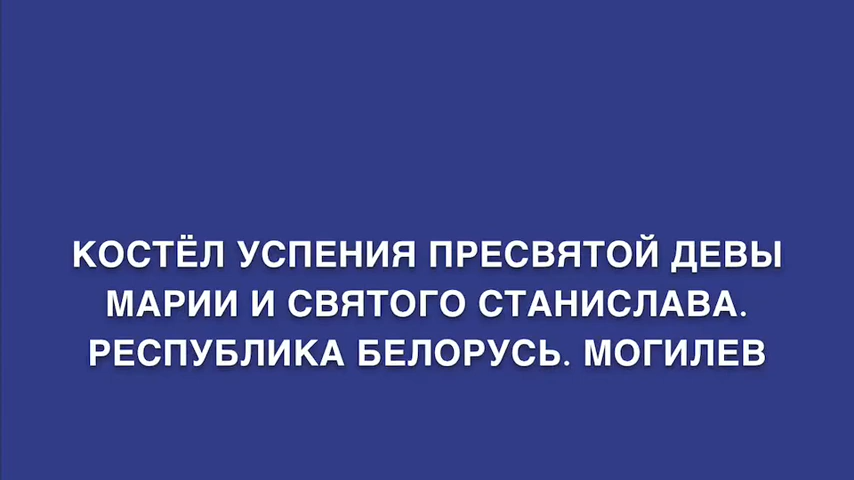 КОСТЁЛ УСПЕНИЯ ПРЕСВЯТОЙ ДЕВЫ
МАРИИ И СВЯТОГО СТАНИСЛАВА.
РЕСПУБЛИКА БЕЛОРУСЬ. МОГИЛЕВ